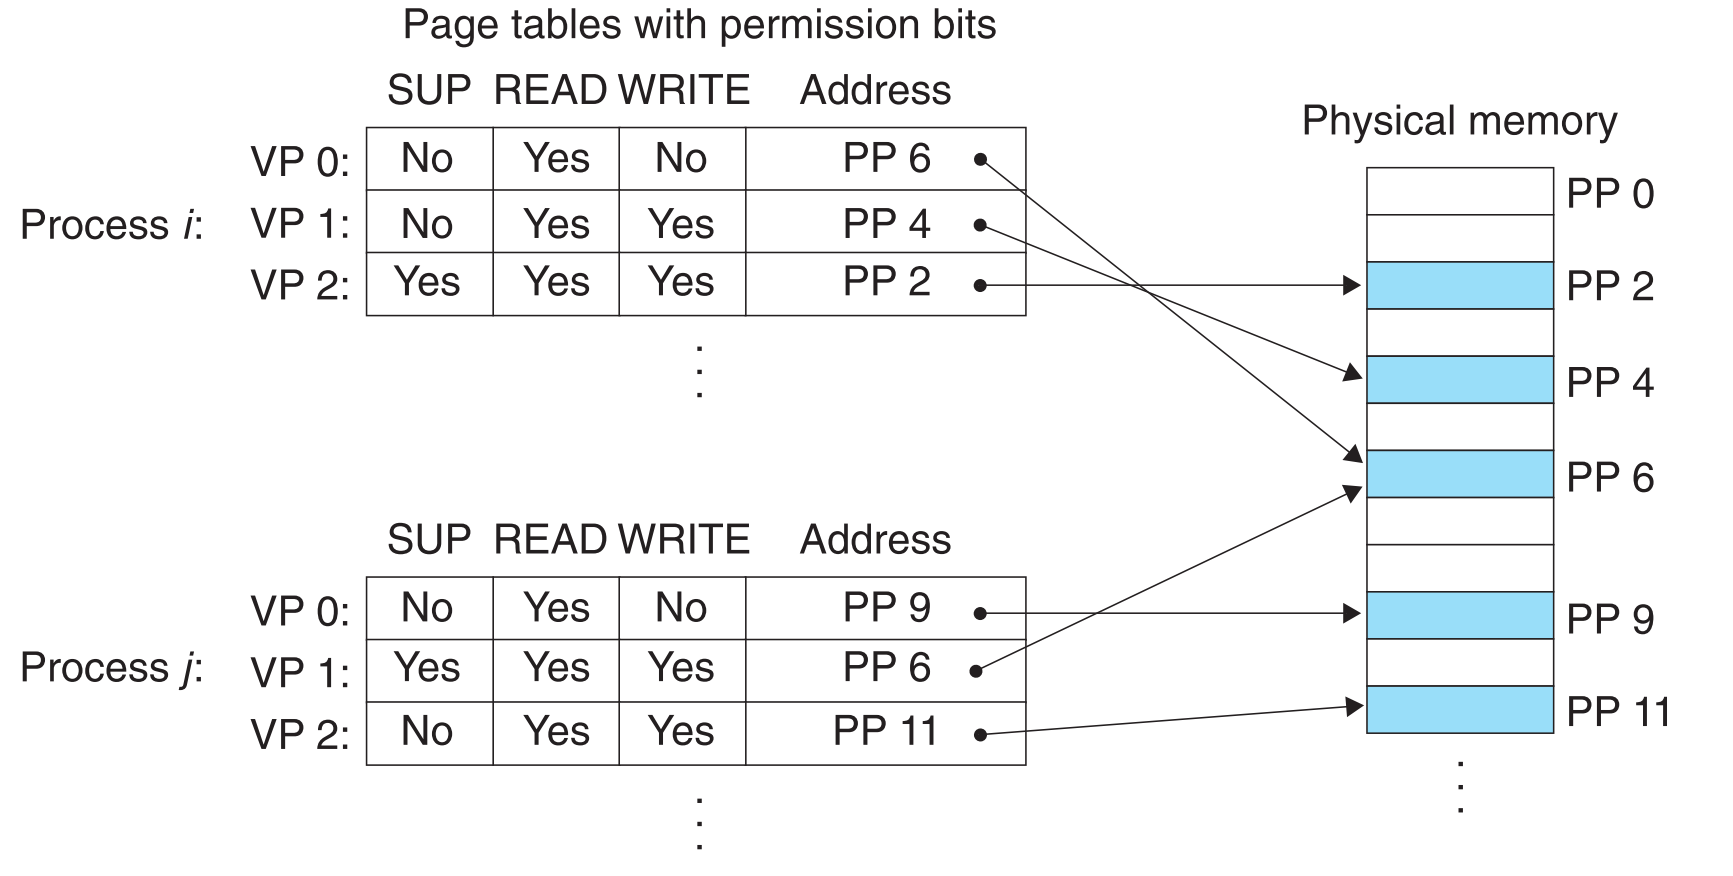 Page tables with permission bits
SUP READ WRITE Address
VP 0: No Yes No PP 6
Process i: VP 1: No Yes Yes PP 4
VP 2: Yes Yes Yes PP 2
SUP READ WRITE Address
VP 0: No Yes No PP 9
Process j: VP 1: Yes Yes Yes PP 6
VP 2: No Yes Yes PP 11
Physical memory
PP 0
PP 2
PP 4
PP 6
PP 9
PP 11